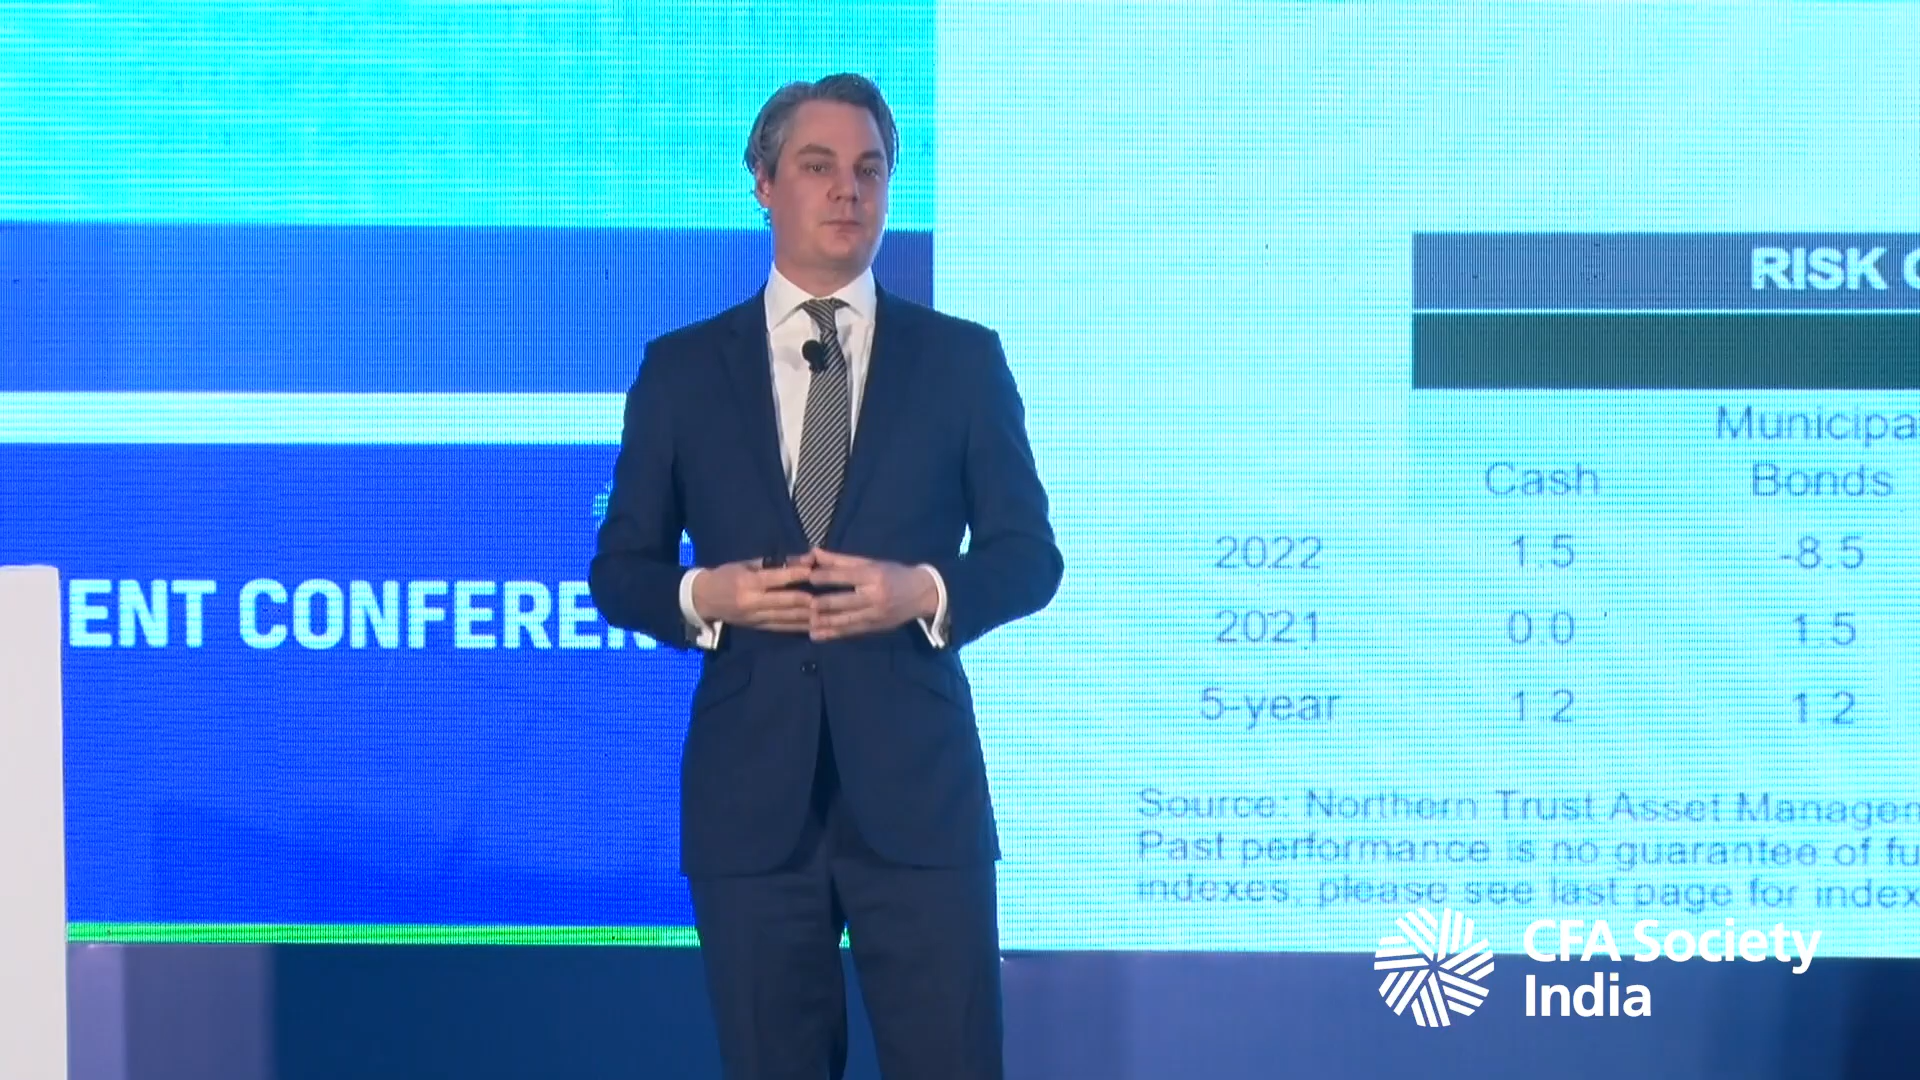 ENT CONFEREN
RISK
Municipa
Cash Bonds
2022 1.5 -8.5
2021 0.0 1.5
5-year 1.2 1.2
Source: Northern Trust Asset Managem
Past performance is no guarantee of fu
indexes, please see last page for index
CFA Society
India